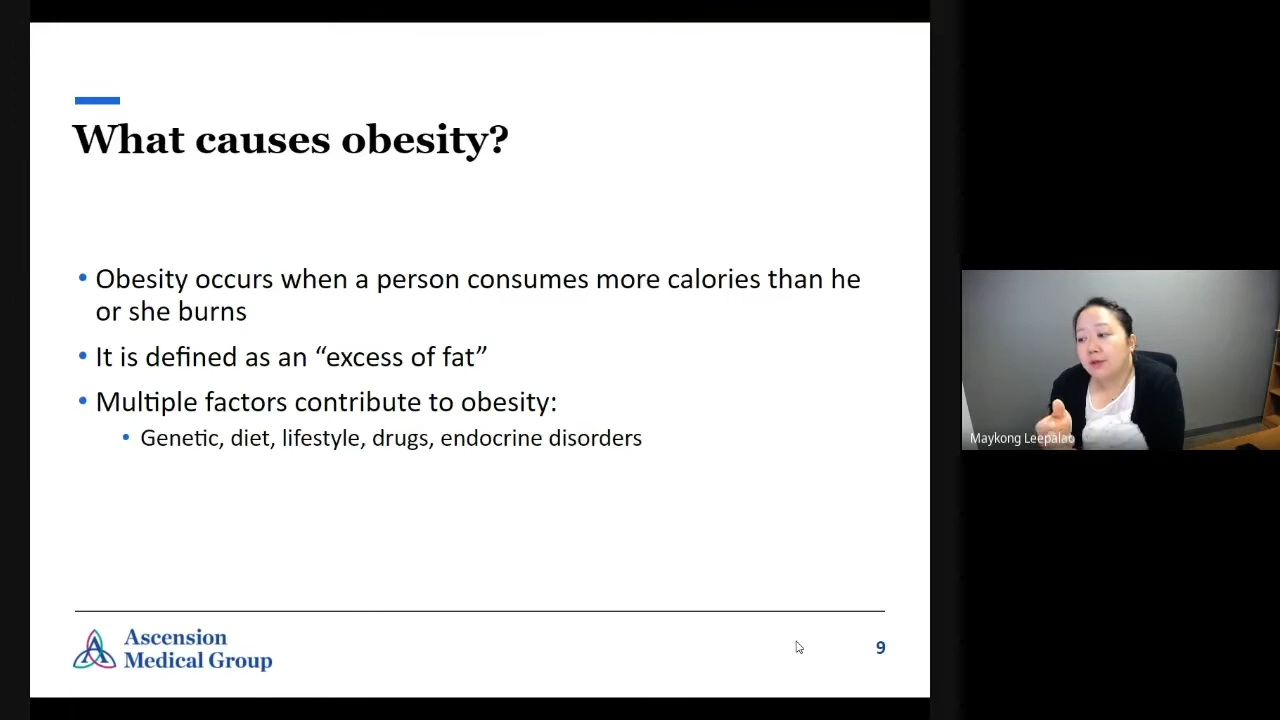 What causes obesity?
• Obesity occurs when a person consumes more calories than he
or she burns
• It is defined as an “excess of fat”
• Multiple factors contribute to obesity:
• Genetic, diet, lifestyle, drugs, endocrine disorders
Ascension
Medical Group
9
Maykong Leepalao